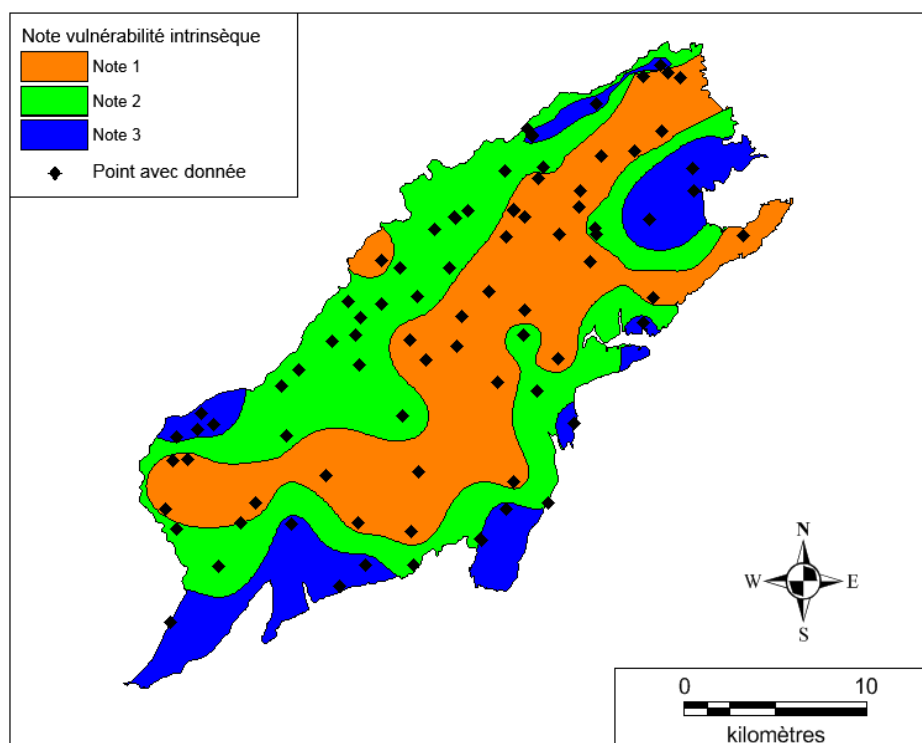 Note vulnérabilité intrinsèque
Note 1
Note 2
Note 3
Point avec donnée
N
W E
S
0 10
kilomètres